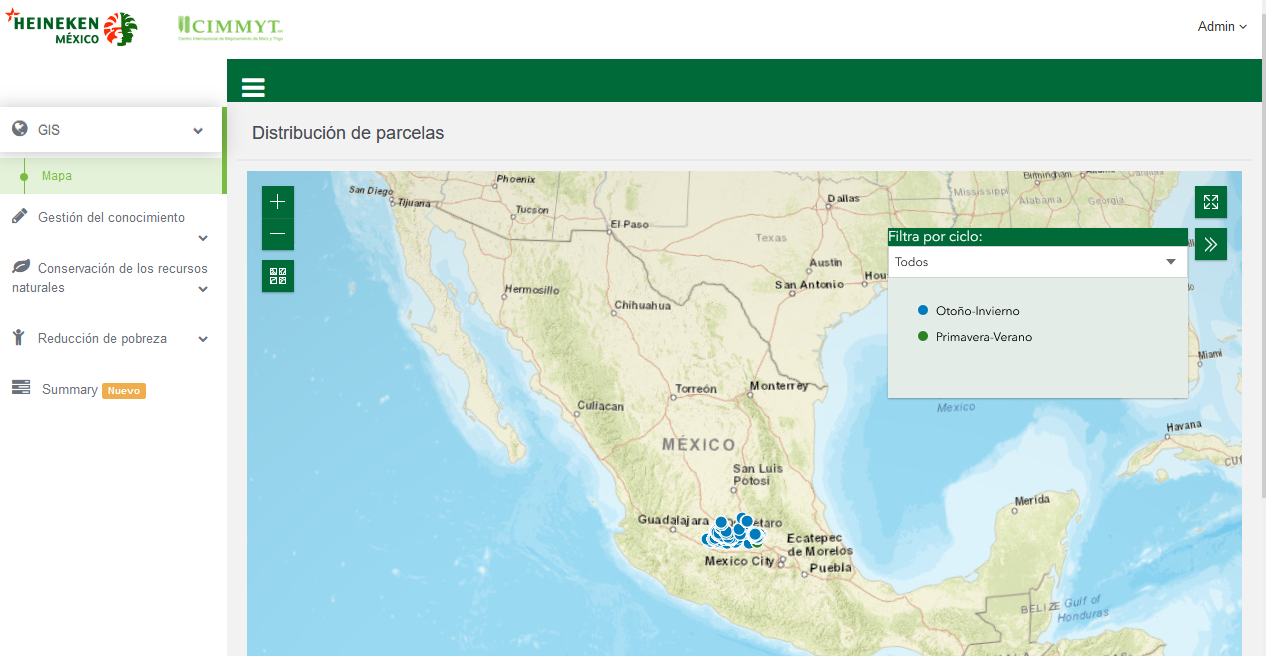 HEINEKEN
MÉXICO
CIMMYT
Centro Internacional de Mejoramiento de Maíz y Trigo
Admin
GIS
Mapa
Gestión del conocimiento
Conservación de los recursos
naturales
Reducción de pobreza
Summary Nuevo
Distribución de parcelas
Filtra por ciclo:
Todos
Otoño-Invierno
Primavera-Verano
San Diego
Tijuana
Phoenix
Tucson
El Paso
Dallas
Birmingham
Mississippi
Alabama
Georgia
Texas
Austin
San Antonio
Hou
Hermosillo
Chihuahua
Miami
Torreón
Monterrey
Culiacan
Mexico
Havana
CU
MÉXICO
San Luis
Potosí
Merida
Guadalajara
étaro
Ecatepec
de Morelos
Mexico City
Puebla
BELIZE
Gulf of
Honduras